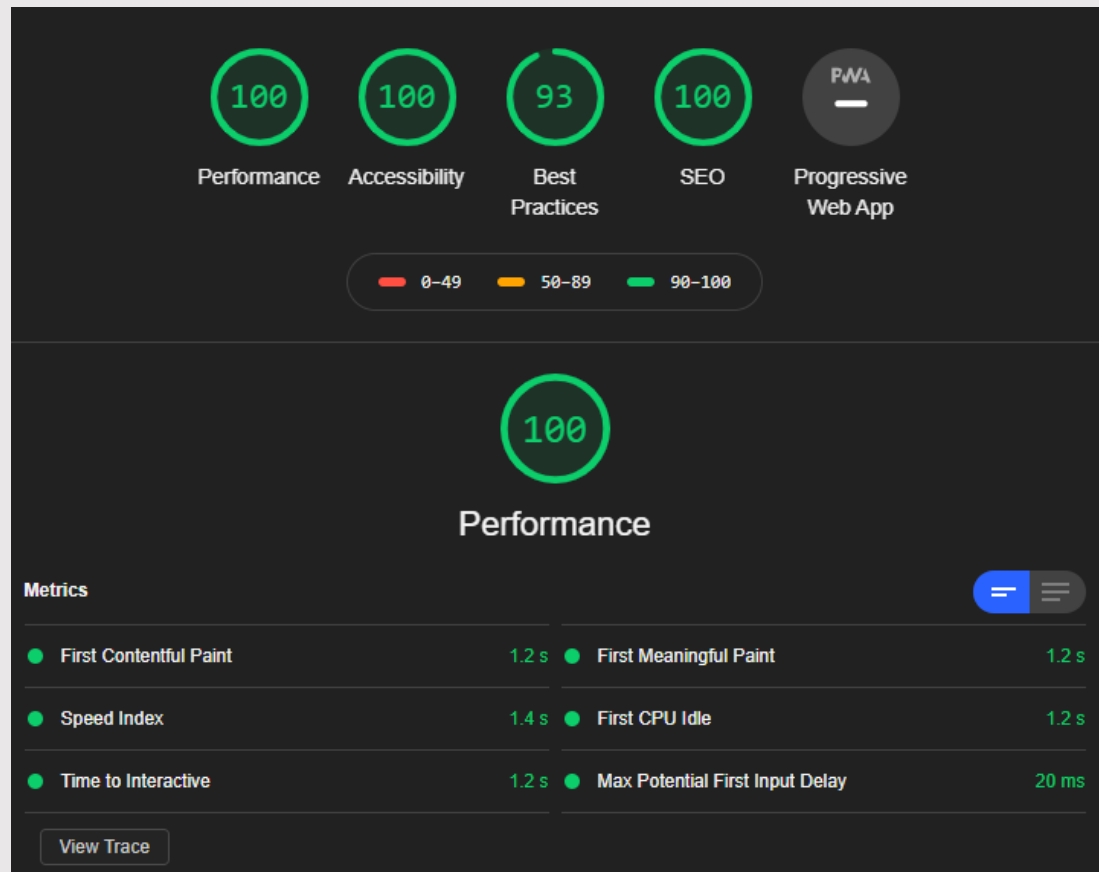 100 100 93 100 PWA
Performance Accessibility Best Practices SEO Progressive Web App
0–49 50–89 90–100
100
Performance
Metrics
First Contentful Paint 1.2 s First Meaningful Paint 1.2 s
Speed Index 1.4 s First CPU Idle 1.2 s
Time to Interactive 1.2 s Max Potential First Input Delay 20 ms
View Trace